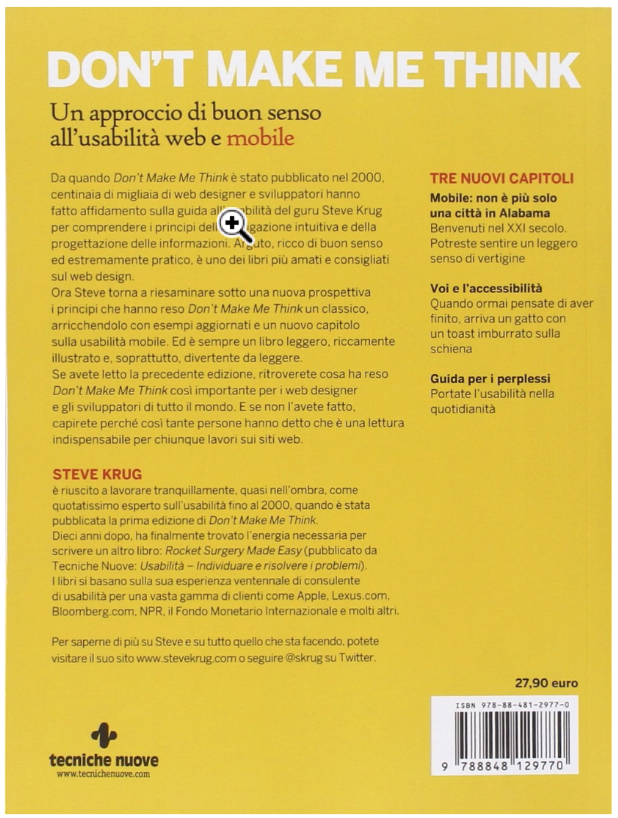 DON'T MAKE ME THINK
Un approccio di buon senso
all'usabilità web e mobile
Da quando Don't Make Me Think è stato pubblicato nel 2000,
centinaia di migliaia di web designer e sviluppatori hanno
fatto affidamento sulla guida all'usabilità del guru Steve Krug
per comprendere i principi della navigazione intuitiva e della
progettazione delle informazioni. Arguto, ricco di buon senso
ed estremamente pratico, è uno dei libri più amati e consigliati
sul web design.
Ora Steve torna a riesaminare sotto una nuova prospettiva
i principi che hanno reso Don't Make Me Think un classico,
arricchendolo con esempi aggiornati e un nuovo capitolo
sulla usabilità mobile. Ed è sempre un libro leggero, riccamente
illustrato e, soprattutto, divertente da leggere.
Se avete letto la precedente edizione, ritroverete cosa ha reso
Don't Make Me Think così importante per i web designer
e gli sviluppatori di tutto il mondo. E se non l'avete fatto,
capirete perché così tante persone hanno detto che è una lettura
indispensabile per chiunque lavori sui siti web.
STEVE KRUG
è riuscito a lavorare tranquillamente, quasi nell'ombra, come
quotatissimo esperto sull'usabilità fino al 2000, quando è stata
pubblicata la prima edizione di Don't Make Me Think.
Dieci anni dopo, ha finalmente trovato l'energia necessaria per
scrivere un altro libro: Rocket Surgery Made Easy (pubblicato da
Tecniche Nuove: Usabilità – Individuare e risolvere i problemi).
I libri si basano sulla sua esperienza ventennale di consulente
di usabilità per una vasta gamma di clienti come Apple, Lexus.com,
Bloomberg.com, NPR, il Fondo Monetario Internazionale e molti altri.
Per saperne di più su Steve e su tutto quello che sta facendo, potete
visitare il suo sito www.stevekrug.com o seguire @skrug su Twitter.
TRE NUOVI CAPITOLI
Mobile: non è più solo
una città in Alabama
Benvenuti nel XXI secolo.
Potreste sentire un leggero
senso di vertigine
Voi e l'accessibilità
Quando ormai pensate di aver
finito, arriva un gatto con
un toast imburrato sulla
schiena
Guida per i perplessi
Portate l'usabilità nella
quotidianità
27,90 euro
ISBN 978-88-481-2977-0
9 788848 129770
tecniche nuove
www.tecnichenuove.com